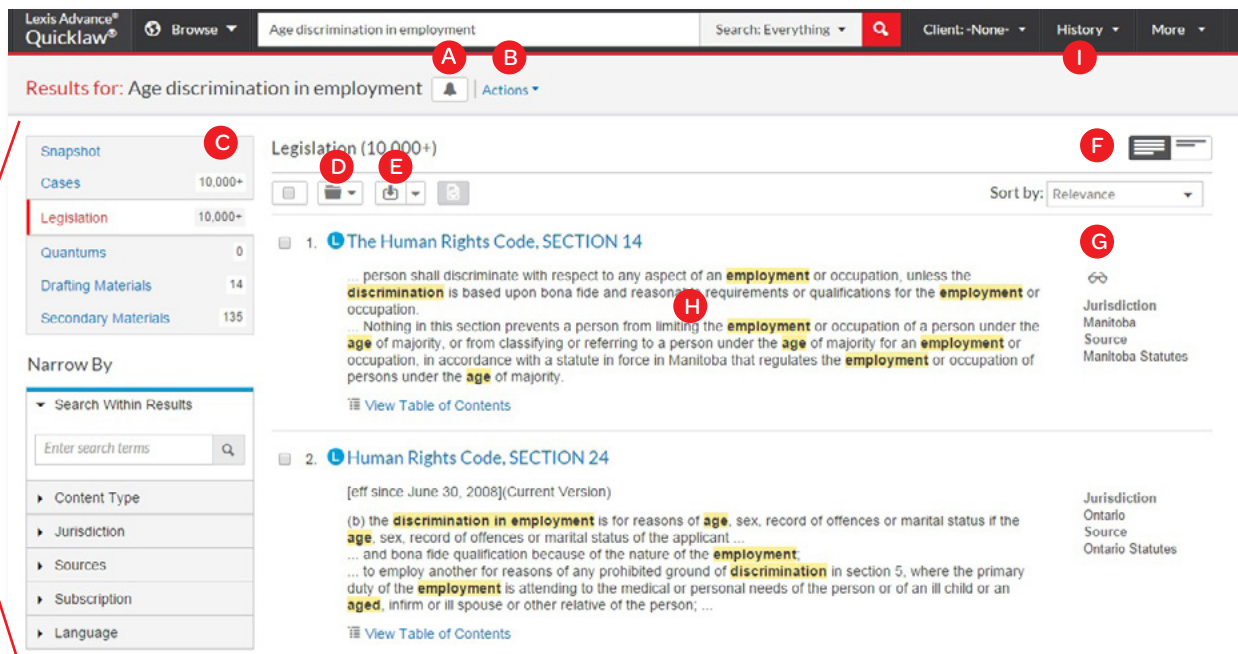 Lexis Advance®
Quicklaw®
Browse
Age discrimination in employment
Search: Everything
Client: -None-
History
More
A
B
I
Results for: Age discrimination in employment
Actions
C
Snapshot
Cases 10,000+
Legislation 10,000+
Quantums 0
Drafting Materials 14
Secondary Materials 135
Narrow By
Search Within Results
Enter search terms
Content Type
Jurisdiction
Sources
Subscription
Language
Legislation (10,000+)
D
E
F
Sort by: Relevance
G
1. L The Human Rights Code, SECTION 14
... person shall discriminate with respect to any aspect of an employment or occupation, unless the
discrimination is based upon bona fide and reasonable requirements or qualifications for the employment or
occupation.
H
... Nothing in this section prevents a person from limiting the employment or occupation of a person under the
age of majority, or from classifying or referring to a person under the age of majority for an employment or
occupation, in accordance with a statute in force in Manitoba that regulates the employment or occupation of
persons under the age of majority.
View Table of Contents
Jurisdiction
Manitoba
Source
Manitoba Statutes
2. L Human Rights Code, SECTION 24
[eff since June 30, 2008](Current Version)
(b) the discrimination in employment is for reasons of age, sex, record of offences or marital status if the
age, sex, record of offences or marital status of the applicant ...
... and bona fide qualification because of the nature of the employment;
... to employ another for reasons of any prohibited ground of discrimination in section 5, where the primary
duty of the employment is attending to the medical or personal needs of the person or of an ill child or an
aged, infirm or ill spouse or other relative of the person; ...
View Table of Contents
Jurisdiction
Ontario
Source
Ontario Statutes